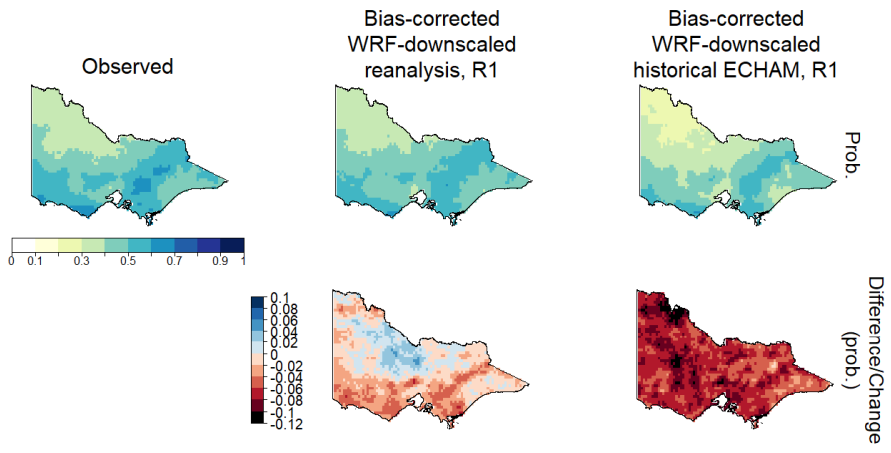 Observed
Bias-corrected
WRF-downscaled
reanalysis, R1
Bias-corrected
WRF-downscaled
historical ECHAM, R1
Prob.
0 0.1 0.3 0.5 0.7 0.9 1
0.1
0.08
0.06
0.04
0.02
0
-0.02
-0.04
-0.06
-0.08
-0.1
-0.12
Difference/Change
(prob.)